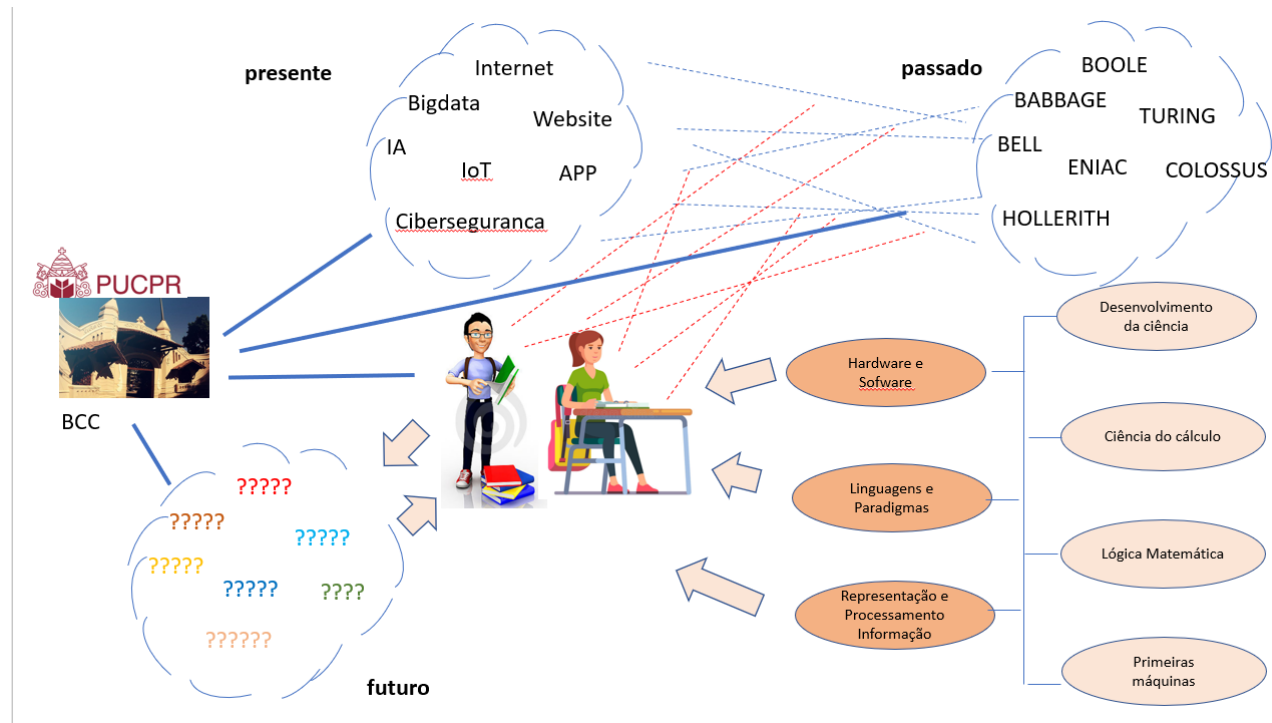 presente
Internet
Bigdata
Website
IA
IoT
APP
Ciberseguranca
passado
BOOLE
BABBAGE
TURING
BELL
ENIAC
COLOSSUS
HOLLERITH
PUCPR
BCC
?????
?????
?????
?????
?????
????
??????
futuro
Hardware e
Sofware
Linguagens e
Paradigmas
Representação e
Processamento
Informação
Desenvolvimento
da ciência
Ciência do cálculo
Lógica Matemática
Primeiras
máquinas